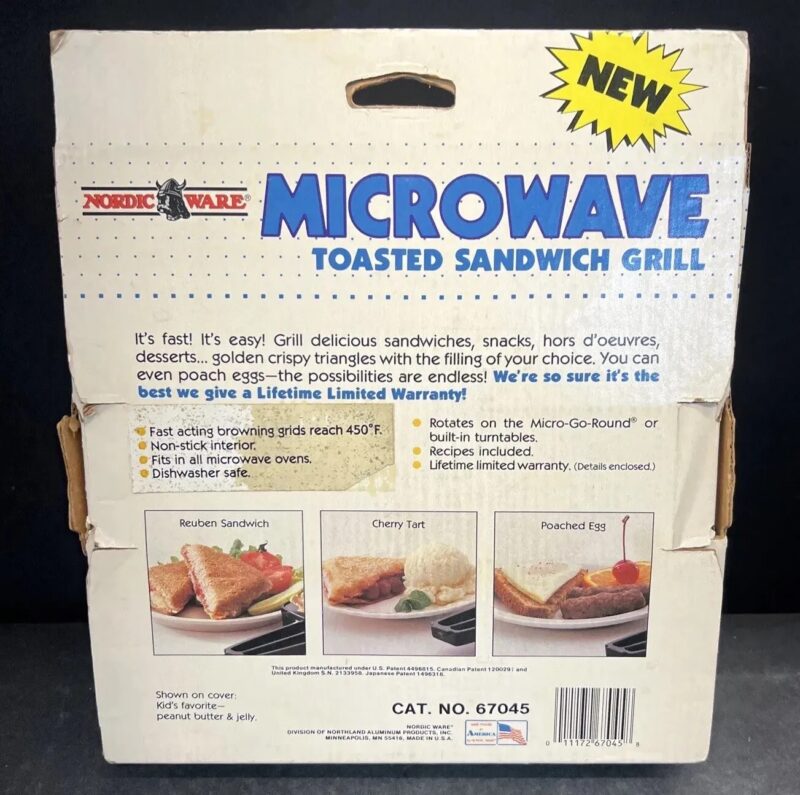 NEW
NORDIC WARE®
MICROWAVE
TOASTED SANDWICH GRILL
It's fast! It's easy! Grill delicious sandwiches, snacks, hors d'oeuvres,
desserts... golden crispy triangles with the filling of your choice. You can
even poach eggs—the possibilities are endless! We're so sure it's the
best we give a Lifetime Limited Warranty!
Fast acting browning grids reach 450°F.
Non-stick interior.
Fits in all microwave ovens.
Dishwasher safe.
Rotates on the Micro-Go-Round® or
built-in turntables.
Recipes included.
Lifetime limited warranty. (Details enclosed.)
Reuben Sandwich
Cherry Tart
Poached Egg
This product manufactured under U.S. Patent 4496815. Canadian Patent and
United Kingdom S.N. 2133958. Japanese Patent 1496318.
Shown on cover:
Kid's favorite—
peanut butter & jelly.
CAT. NO. 67045
NORDIC WARE®
DIVISION OF NORTHLAND ALUMINUM PRODUCTS, INC.
MINNEAPOLIS, MN 55416, MADE IN U.S.A.
AMERICA
0 11172 67045 8